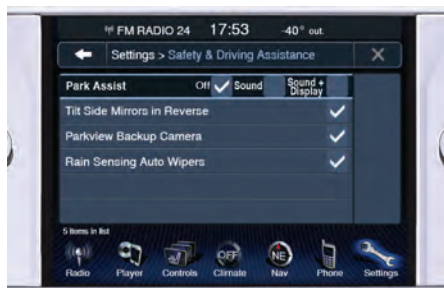 FM RADIO 24 17:53 -40° out.
Settings > Safety & Driving Assistance X
Park Assist Off Sound Sound + Display
Tilt Side Mirrors in Reverse
Parkview Backup Camera
Rain Sensing Auto Wipers
5 Items in list
OFF NE
Radio Player Controls Climate Nav Phone Settings